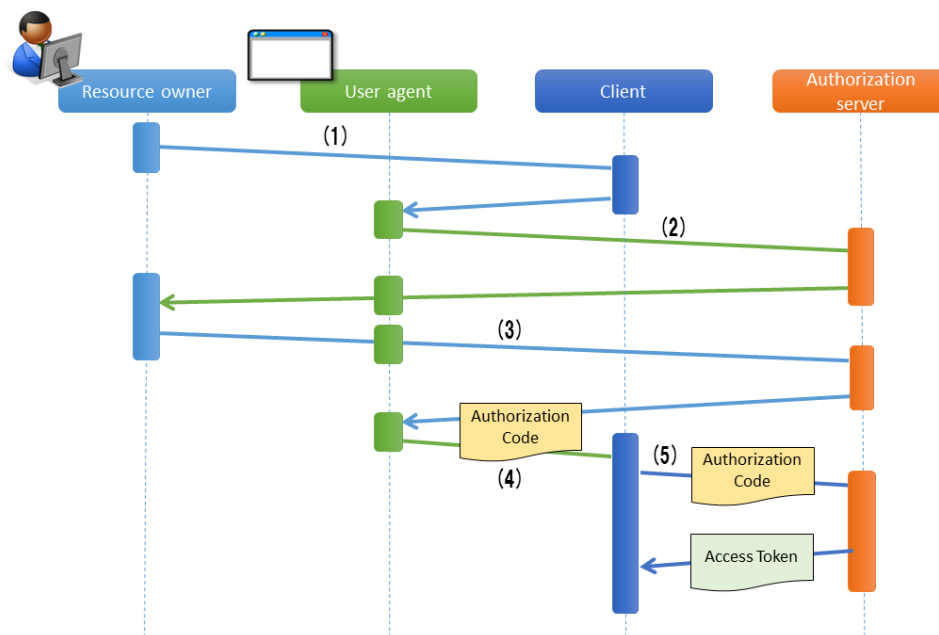 Resource owner
User agent
Client
Authorization
server
(1)
(2)
(3)
Authorization
Code
(4)
(5)
Authorization
Code
Access Token